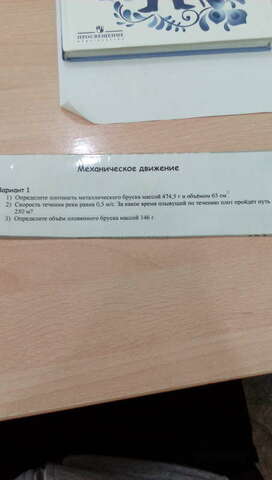 ПРОСВЕЩЕНИЕ
Механическое движение
Вариант 1
1) Определите плотность металлического бруска массой 474,5 г и объёмом 65 см³
2) Скорость течения реки равна 0,5 м/с. За какое время плывущий по течению плот пройдёт путь
250 м?
3) Определите объём оловянного бруска массой 146 г.